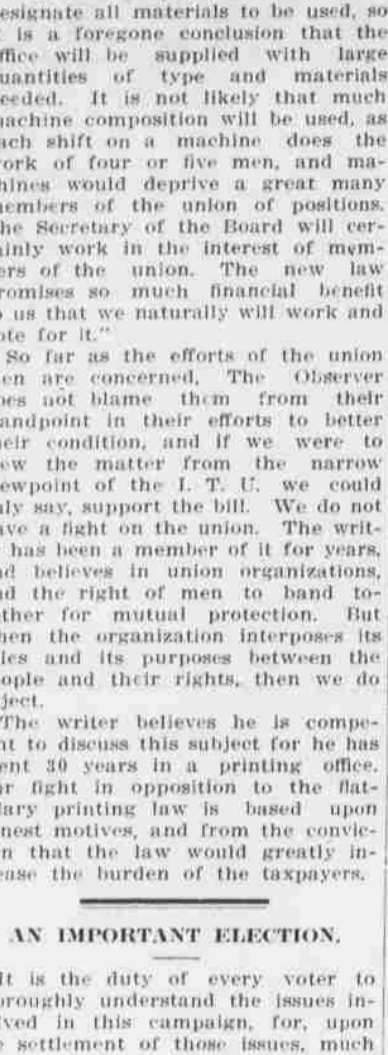 esignate all materials to be used, so
t is a foregone conclusion that the
ffice will be supplied with large
uantities of type and materials
eeded. It is not likely that much
achine composition will be used, as
ach shift on a machine does the
ork of four or five men, and ma-
hines would deprive a great many
embers of the union of positions.
he Secretary of the Board will cer-
ainly work in the interest of mem-
ers of the union. The new law
romises so much financial benefit
o us that we naturally will work and
ote for it."
So far as the efforts of the union
en are concerned, The Observer
oes not blame them from their
andpoint in their efforts to better
eir condition, and if we were to
ew the matter from the narrow
ewpoint of the I. T. U. we could
nly say, support the bill. We do not
ave a fight on the union. The writ-
r has been a member of it for years,
nd believes in union organizations,
nd the right of men to band to-
ether for mutual protection. But
hen the organization interposes its
les and its purposes between the
eople and their rights, then we do
ject.
The writer believes he is compe-
nt to discuss this subject for he has
ent 30 years in a printing office.
ur fight in opposition to the flat-
lary printing law is based upon
nest motives, and from the convic-
on that the law would greatly in-
ease the burden of the taxpayers.
AN IMPORTANT ELECTION.
It is the duty of every voter to
oroughly understand the issues in-
lved in this campaign, for, upon
e settlement of those issues, much